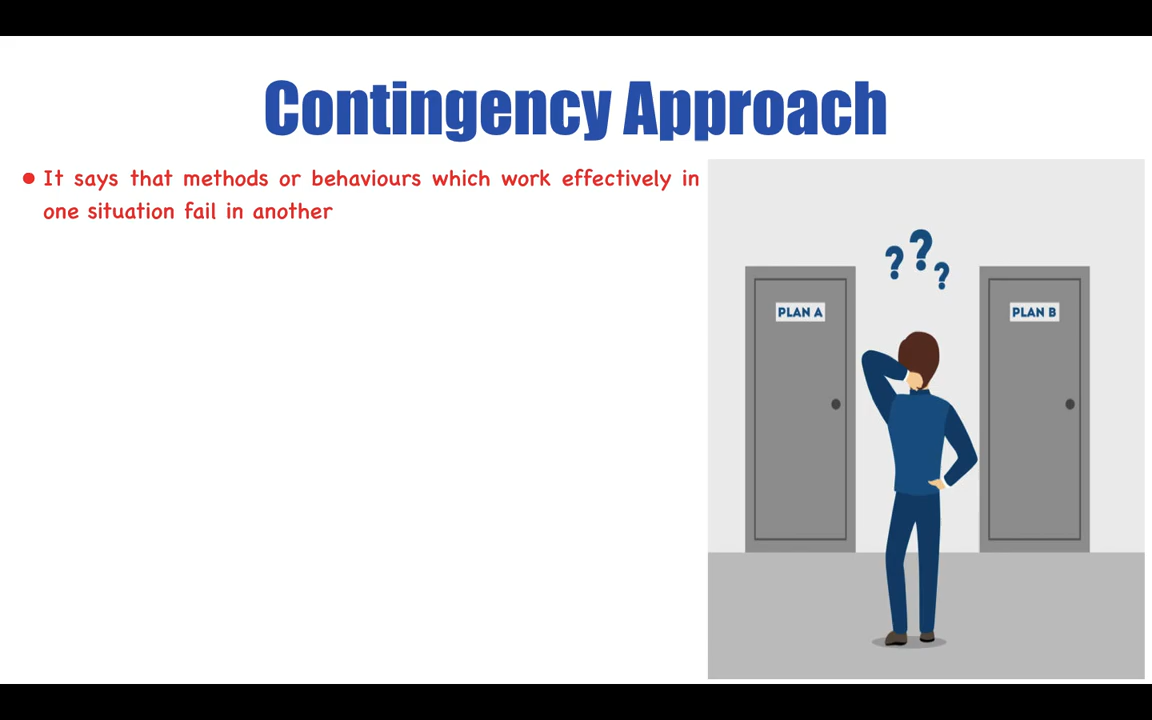 Contingency Approach
● It says that methods or behaviours which work effectively in
one situation fail in another
? ? ?
PLAN A
PLAN B